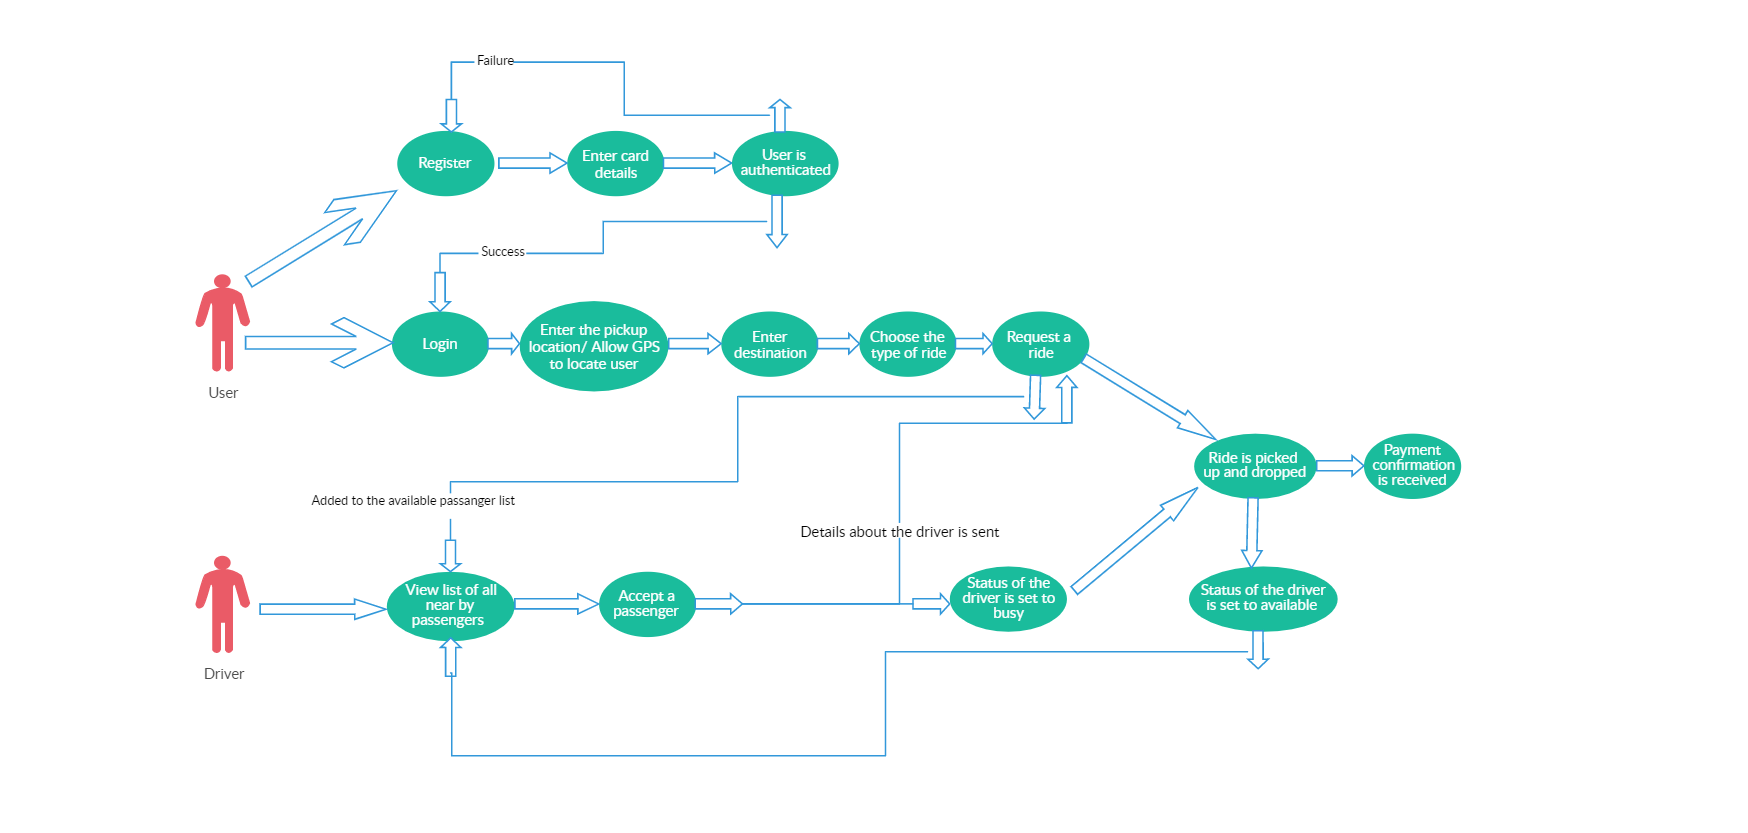 Failure
Register
Enter card
details
User is
authenticated
Success
User
Login
Enter the pickup
location/ Allow GPS
to locate user
Enter
destination
Choose the
type of ride
Request a
ride
Ride is picked
up and dropped
Payment
confirmation
is received
Added to the available passanger list
Details about the driver is sent
Driver
View list of all
near by
passengers
Accept a
passenger
Status of the
driver is set to
busy
Status of the driver
is set to available